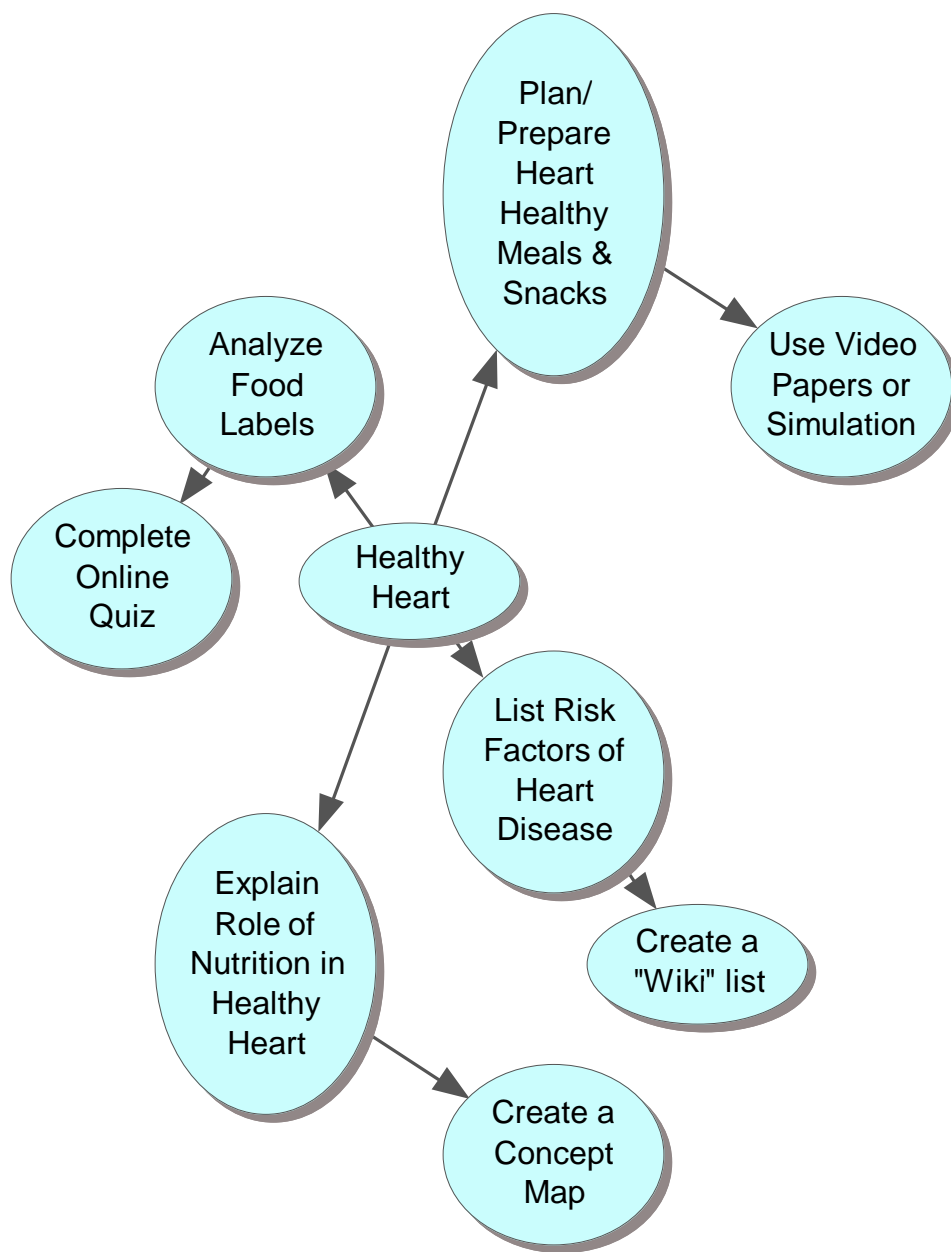 Plan/
Prepare
Heart
Healthy
Meals &
Snacks
Analyze
Food
Labels
Use Video
Papers or
Simulation
Complete
Online
Quiz
Healthy
Heart
List Risk
Factors of
Heart
Disease
Explain
Role of
Nutrition in
Healthy
Heart
Create a
"Wiki" list
Create a
Concept
Map